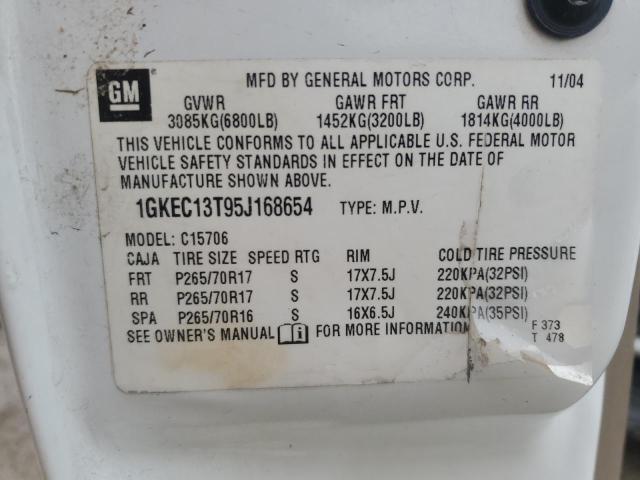 GM
MFD BY GENERAL MOTORS CORP. 11/04
GVWR GAWR FRT GAWR RR
3085KG(6800LB) 1452KG(3200LB) 1814KG(4000LB)
THIS VEHICLE CONFORMS TO ALL APPLICABLE U.S. FEDERAL MOTOR
VEHICLE SAFETY STANDARDS IN EFFECT ON THE DATE OF
MANUFACTURE SHOWN ABOVE.
1GKEC13T95J168654 TYPE: M.P.V.
MODEL: C15706
CAJA TIRE SIZE SPEED RTG RIM COLD TIRE PRESSURE
FRT P265/70R17 S 17X7.5J 220KPA(32PSI)
RR P265/70R17 S 17X7.5J 220KPA(32PSI)
SPA P265/70R16 S 16X6.5J 240KPA(35PSI)
SEE OWNER'S MANUAL i FOR MORE INFORMATION F 373
T 478